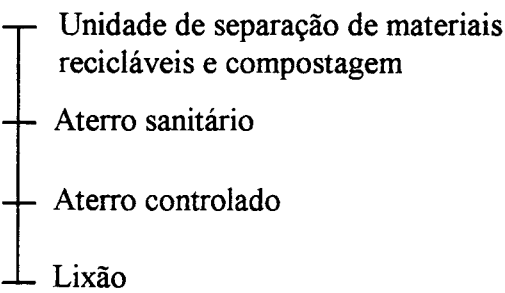 Unidade de separação de materiais
recicláveis e compostagem
Aterro sanitário
Aterro controlado
Lixão